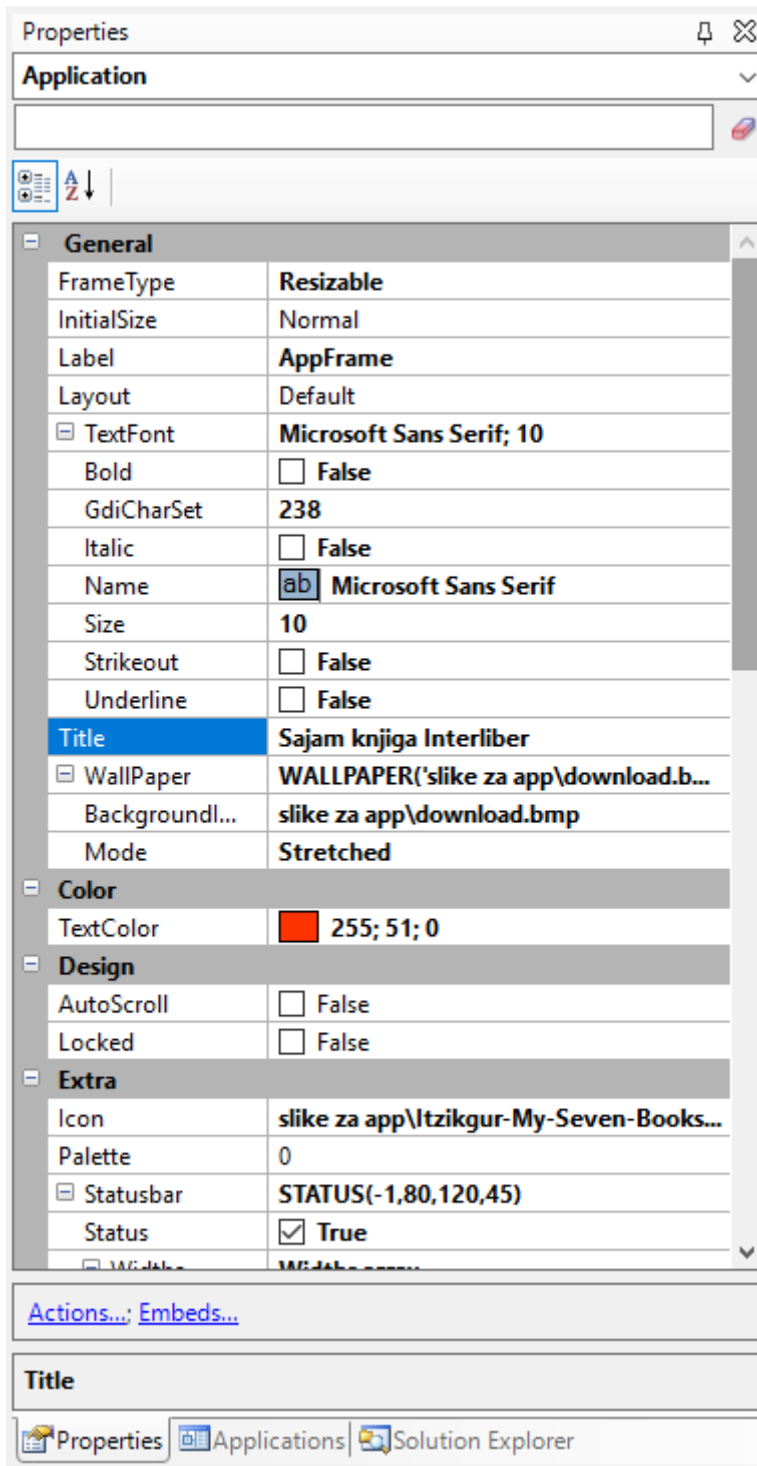 Properties
Application
General
FrameType Resizable
InitialSize Normal
Label AppFrame
Layout Default
TextFont Microsoft Sans Serif; 10
Bold False
GdiCharSet 238
Italic False
Name ab Microsoft Sans Serif
Size 10
Strikeout False
Underline False
Title Sajam knjiga Interliber
WallPaper WALLPAPER('slike za app\download.b...
BackgroundI... slike za app\download.bmp
Mode Stretched
Color
TextColor 255; 51; 0
Design
AutoScroll False
Locked False
Extra
Icon slike za app\Itzikgur-My-Seven-Books...
Palette 0
Statusbar STATUS(-1,80,120,45)
Status True
Widths Widths array
Actions...; Embeds...
Title
Properties Applications Solution Explorer